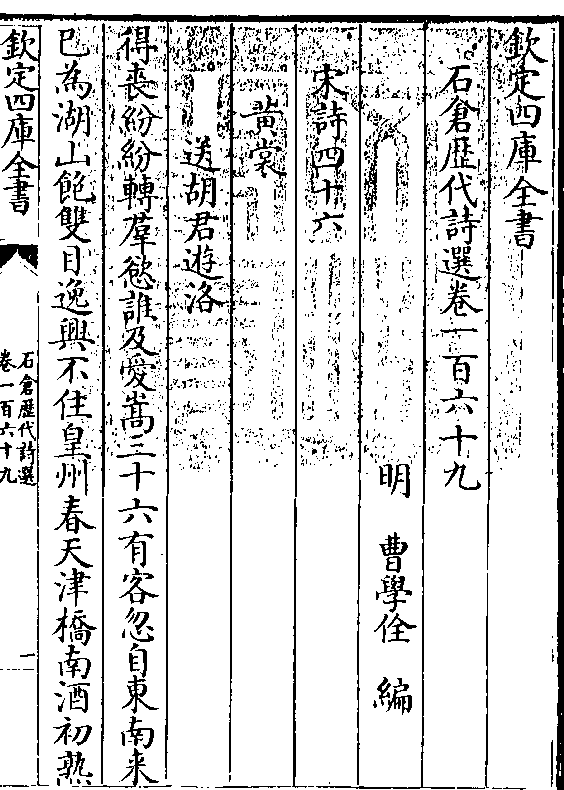 欽定四庫全書
石倉歴代詩選卷一百六十九
明　曹學佺　編
宋詩四十六
黄裳
送胡君遊洛
得喪紛紛轉羣慾誰及愛嵩三十六有客忽自東南来
已為湖山飽雙目逸興不住皇州春天津橋南酒初熟
欽定四庫全書
石倉歴代詩選
卷一百六十九
一